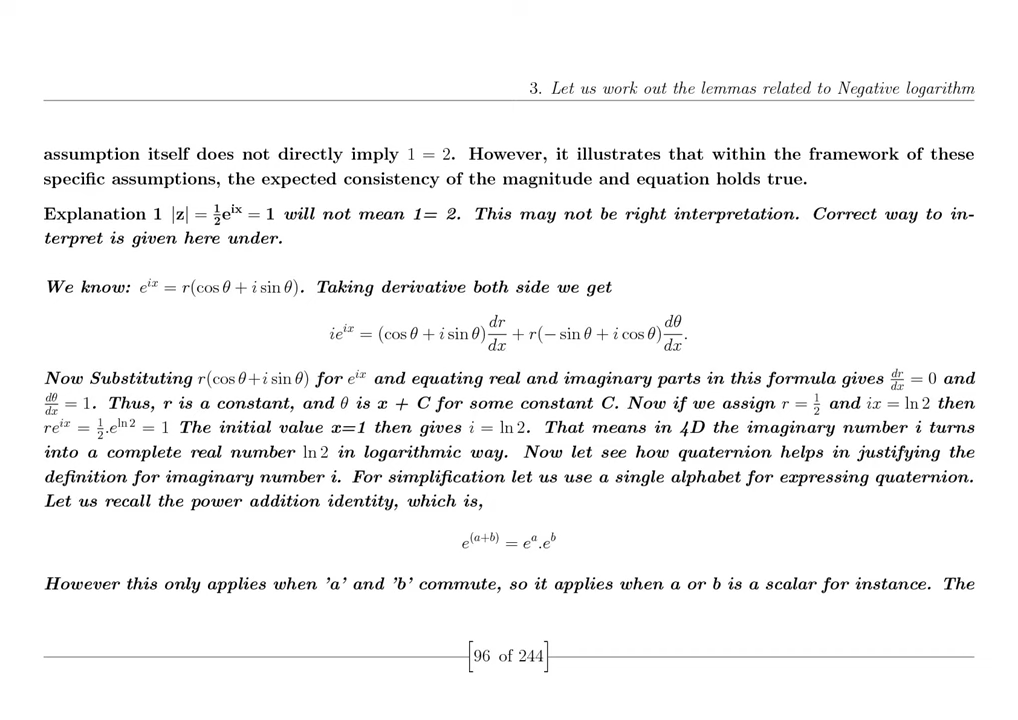 3. Let us work out the lemmas related to Negative logarithm
assumption itself does not directly imply 1 = 2. However, it illustrates that within the framework of these
specific assumptions, the expected consistency of the magnitude and equation holds true.
Explanation 1 |z| = ½e^{ix} = 1 will not mean 1= 2. This may not be right interpretation. Correct way to in-
terpret is given here under.
We know: e^{ix} = r(cos θ + i sin θ). Taking derivative both side we get
ie^{ix} = (cos θ + i sin θ) dr/dx + r(− sin θ + i cos θ) dθ/dx.
Now Substituting r(cos θ+i sin θ) for e^{ix} and equating real and imaginary parts in this formula gives dr/dx = 0 and
dθ/dx = 1. Thus, r is a constant, and θ is x + C for some constant C. Now if we assign r = ½ and ix = ln 2 then
re^{ix} = ½.e^{ln 2} = 1 The initial value x=1 then gives i = ln 2. That means in 4D the imaginary number i turns
into a complete real number ln 2 in logarithmic way. Now let see how quaternion helps in justifying the
definition for imaginary number i. For simplification let us use a single alphabet for expressing quaternion.
Let us recall the power addition identity, which is,
e^{(a+b)} = e^a.e^b
However this only applies when ’a’ and ’b’ commute, so it applies when a or b is a scalar for instance. The
[96 of 244]